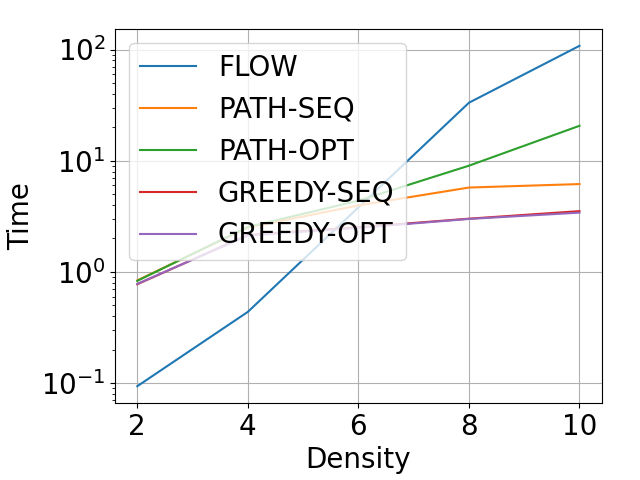 10²
10¹
10⁰
10⁻¹
Time
FLOW
PATH-SEQ
PATH-OPT
GREEDY-SEQ
GREEDY-OPT
2 4 6 8 10
Density